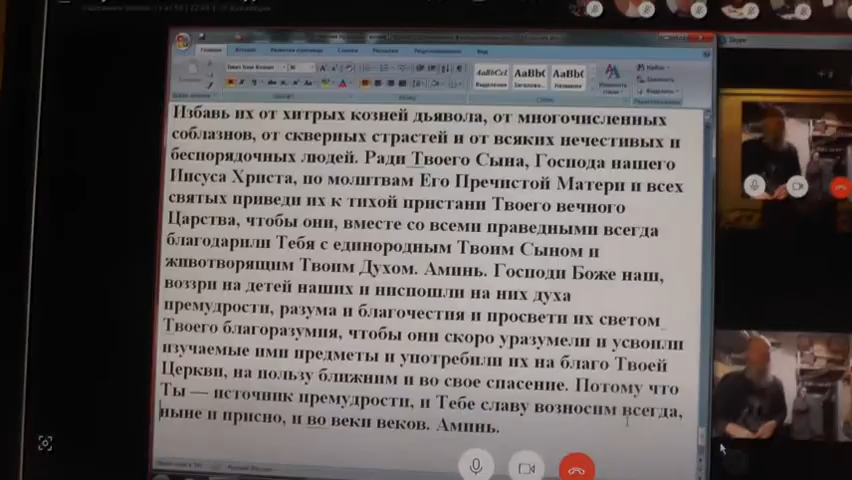 Избавь их от хитрых козней дьявола, от многочисленных
соблазнов, от скверных страстей и от всяких нечестивых и
беспорядочных людей. Ради Твоего Сына, Господа нашего
Иисуса Христа, по молитвам Его Пречистой Матери и всех
святых приведи их к тихой пристани Твоего вечного
Царства, чтобы они, вместе со всеми праведными всегда
благодарили Тебя с единородным Твоим Сыном и
животворящим Твоим Духом. Аминь. Господи Боже наш,
воззри на детей наших и ниспошли на них духа
премудрости, разума и благочестия и просвети их светом
Твоего благоразумия, чтобы они скоро уразумели и усвоили
изучаемые ими предметы и употребили их на благо Твоей
Церкви, на пользу ближним и во свое спасение. Потому что
Ты — источник премудрости, и Тебе славу возносим всегда,
ныне и присно, и во веки веков. Аминь.